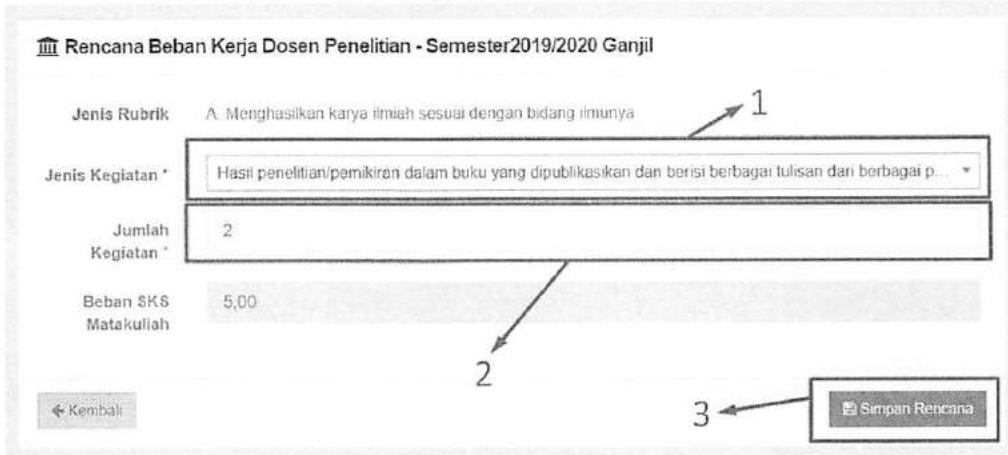 Rencana Beban Kerja Dosen Penelitian - Semester2019/2020 Ganjil
Jenis Rubrik A. Menghasilkan karya ilmiah sesuai dengan bidang ilmunya
1
Jenis Kegiatan * Hasil penelitian/pemikiran dalam buku yang dipublikasikan dan berisi berbagai tulisan dari berbagai p...
Jumlah
Kegiatan *
2
Beban SKS
Matakuliah
5,00
2
Kembali
3
Simpan Rencana